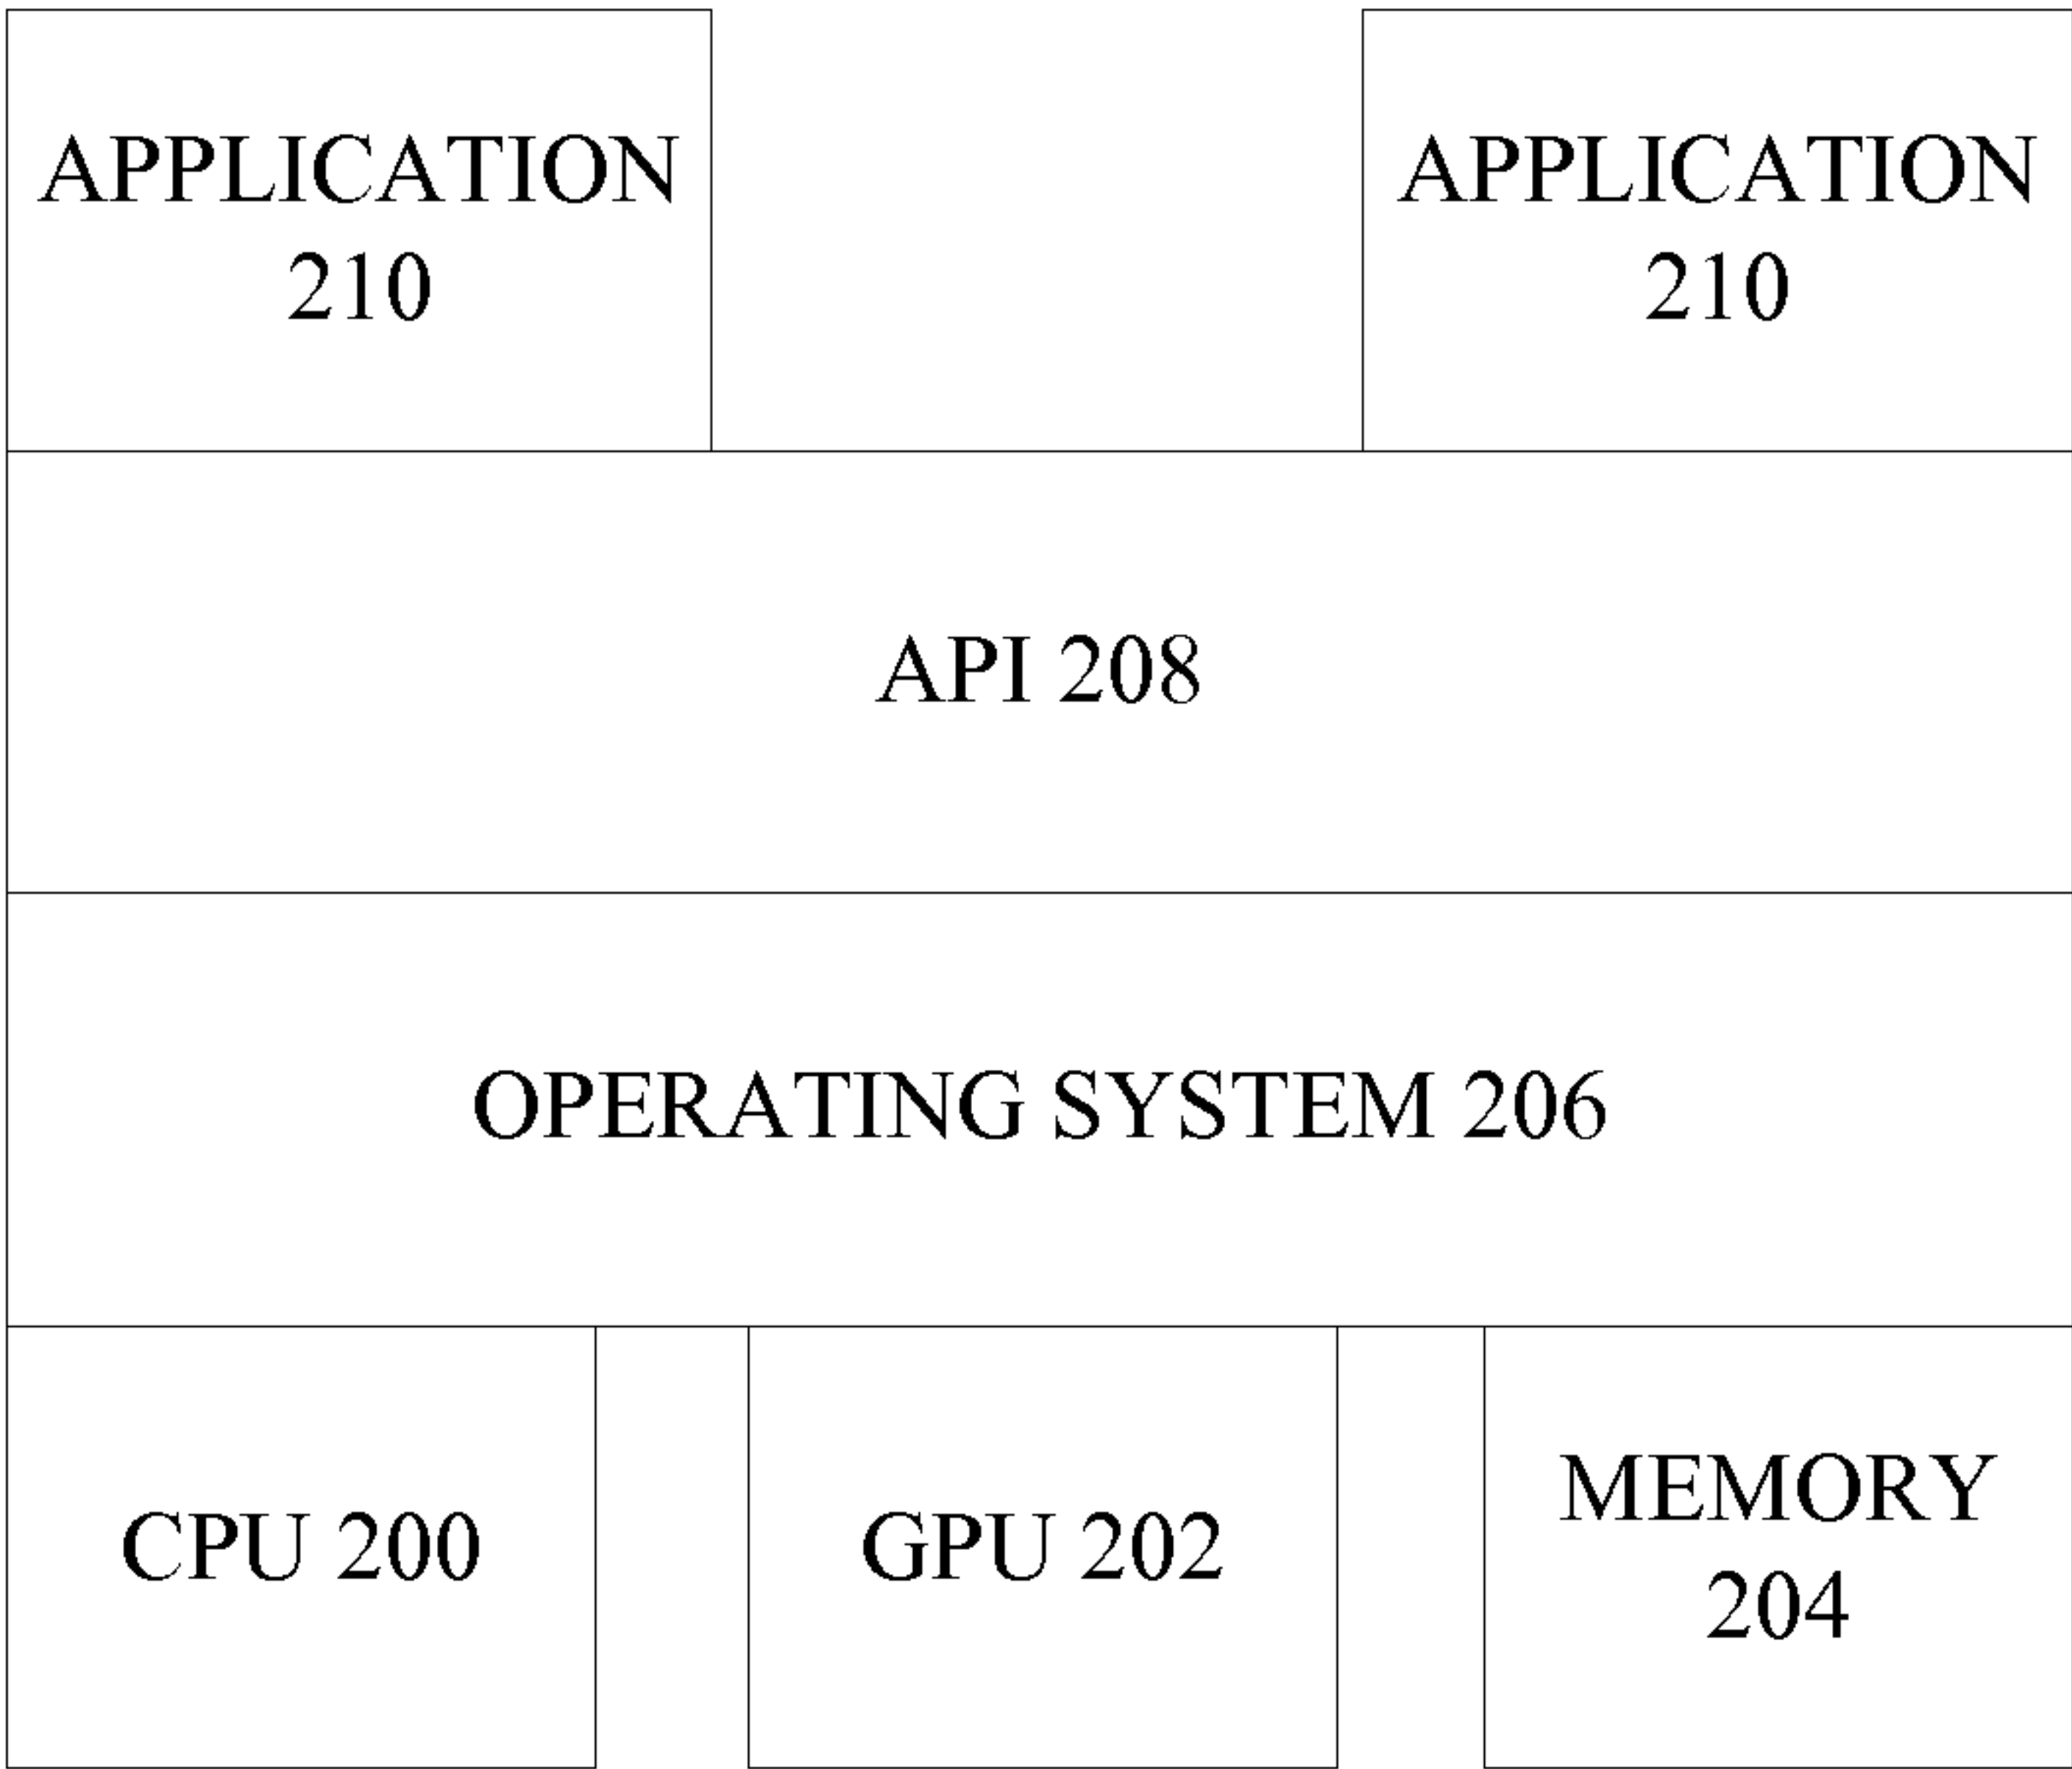 APPLICATION
210
APPLICATION
210
API 208
OPERATING SYSTEM 206
CPU 200
GPU 202
MEMORY
204